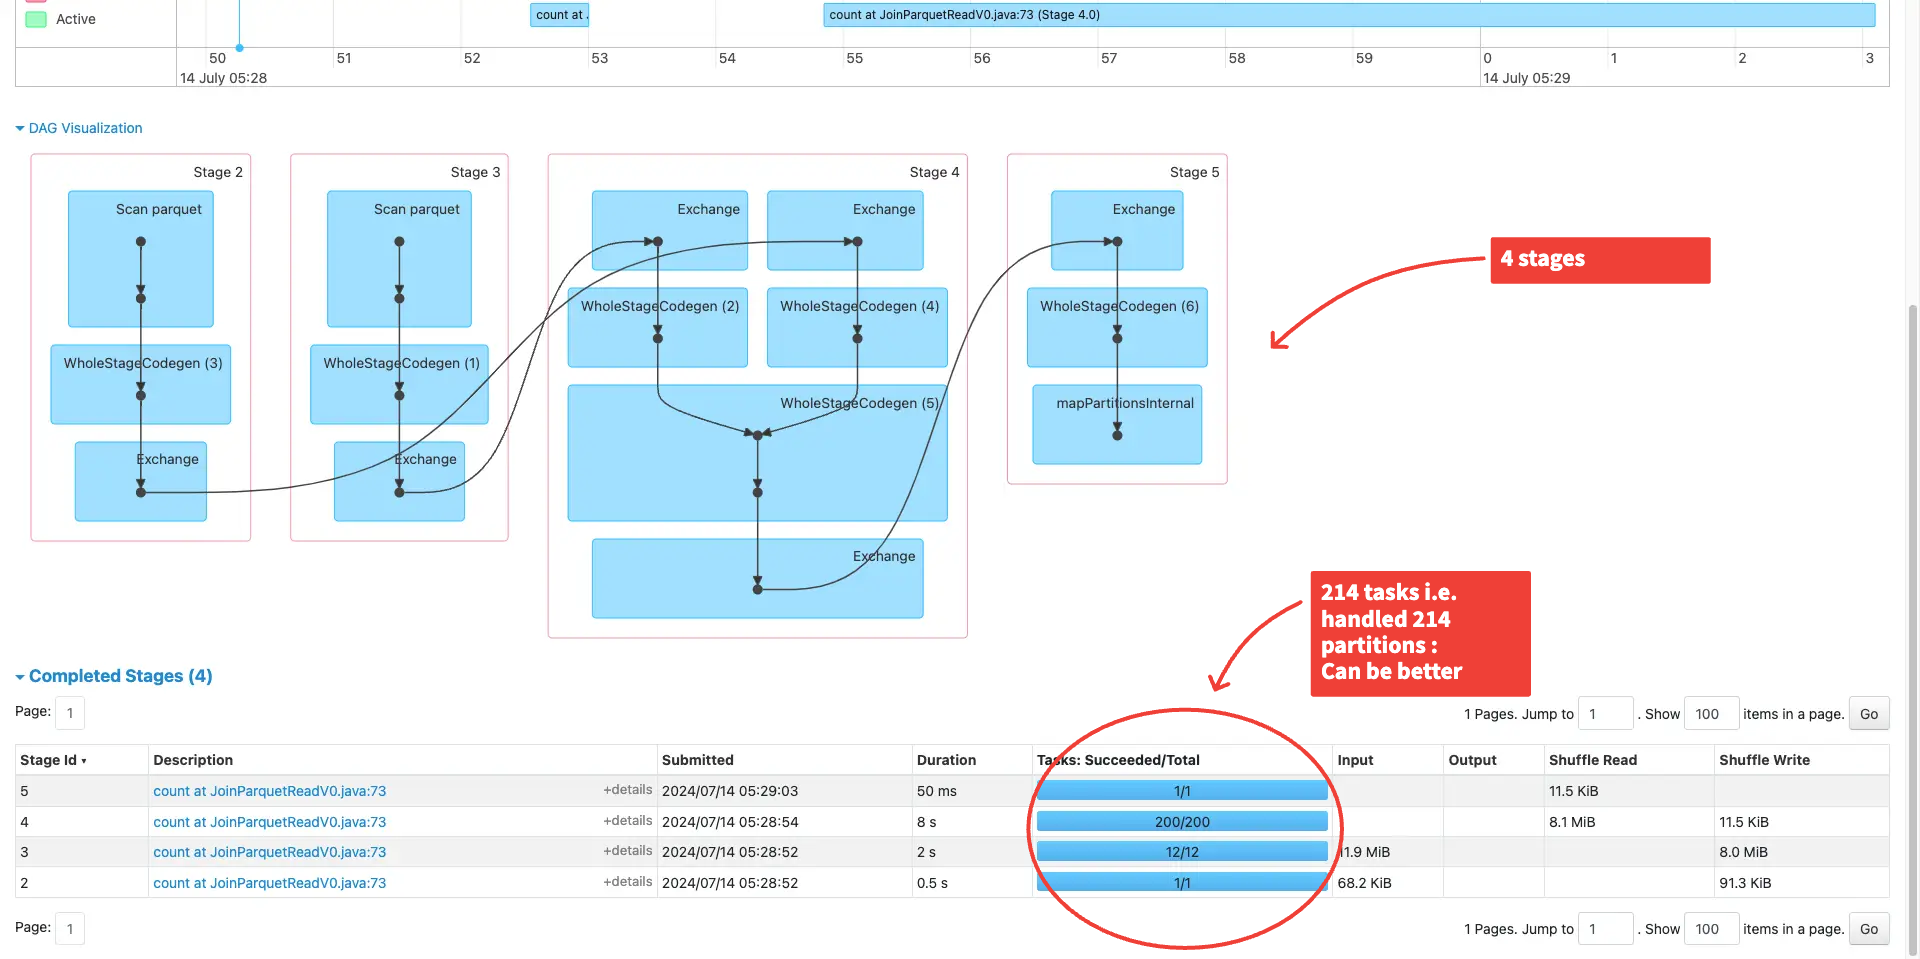 Active
count at .
count at JoinParquetReadV0.java:73 (Stage 4.0)
50 51 52 53 54 55 56 57 58 59 0 1 2 3
14 July 05:28 14 July 05:29
DAG Visualization
Stage 2
Scan parquet
WholeStageCodegen (3)
Exchange
Stage 3
Scan parquet
WholeStageCodegen (1)
Exchange
Stage 4
Exchange Exchange
WholeStageCodegen (2) WholeStageCodegen (4)
WholeStageCodegen (5)
Exchange
Stage 5
Exchange
WholeStageCodegen (6)
mapPartitionsInternal
4 stages
214 tasks i.e.
handled 214
partitions :
Can be better
Completed Stages (4)
Page: 1 1 Pages. Jump to 1 . Show 100 items in a page. Go
Stage Id ▾ Description Submitted Duration Tasks: Succeeded/Total Input Output Shuffle Read Shuffle Write
5 count at JoinParquetReadV0.java:73 +details 2024/07/14 05:29:03 50 ms 1/1 11.5 KiB
4 count at JoinParquetReadV0.java:73 +details 2024/07/14 05:28:54 8 s 200/200 8.1 MiB 11.5 KiB
3 count at JoinParquetReadV0.java:73 +details 2024/07/14 05:28:52 2 s 12/12 11.9 MiB 8.0 MiB
2 count at JoinParquetReadV0.java:73 +details 2024/07/14 05:28:52 0.5 s 1/1 68.2 KiB 91.3 KiB
Page: 1 1 Pages. Jump to 1 . Show 100 items in a page. Go